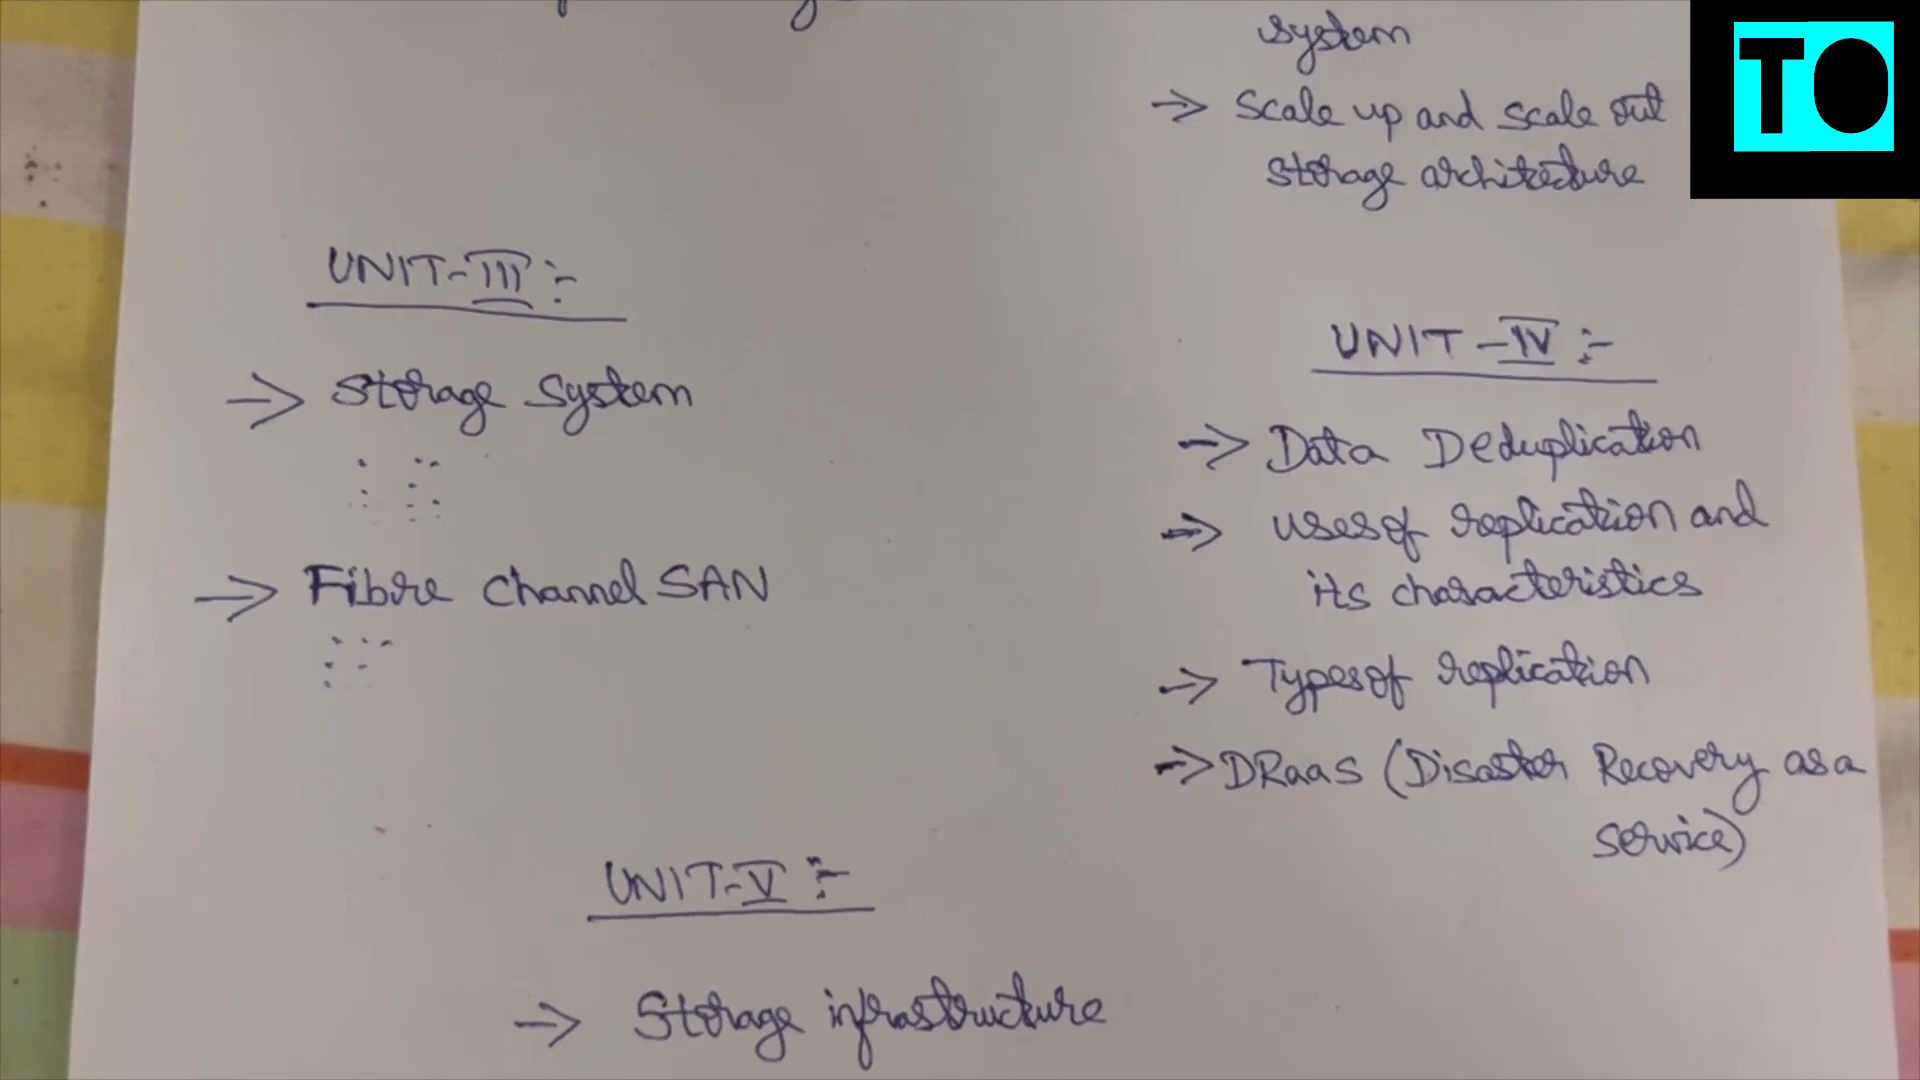 system
→ Scale up and scale out
storage architecture
TO
UNIT-III :-
→ Storage System
→ Fibre Channel SAN
UNIT-IV :-
→ Data Deduplication
→ uses of replication and
its characteristics
→ Types of replication
→ DRaas (Disaster Recovery as a
service)
UNIT-V :-
→ Storage infrastructure